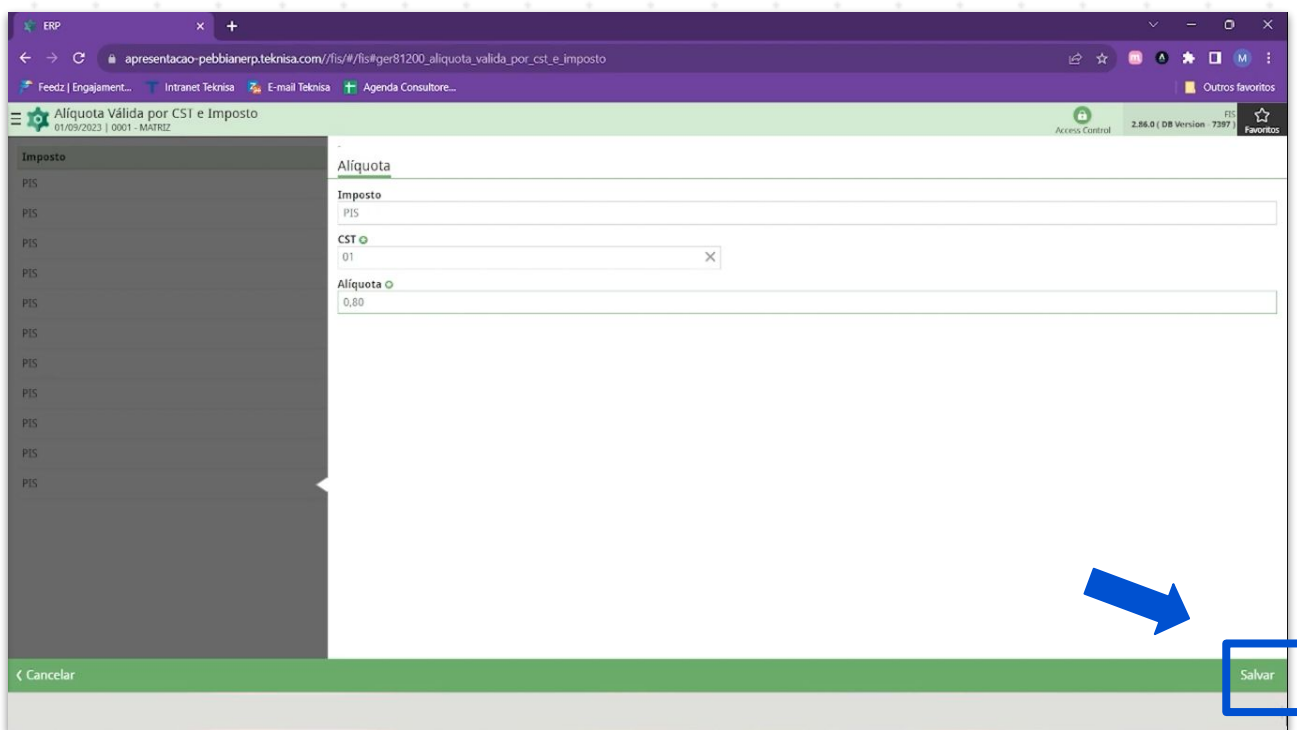 ERP
apresentacao-pebbianerp.teknisa.com//fis/#/fis#ger81200_aliquota_valida_por_cst_e_imposto
M
Feedz | Engajament...
Intranet Teknisa
E-mail Teknisa
Agenda Consultore...
Outros favoritos
Alíquota Válida por CST e Imposto
01/09/2023 | 0001 - MATRIZ
Access Control
FIS
2.86.0 ( DB Version - 7397 )
Favoritos
Imposto
PIS
PIS
PIS
PIS
PIS
PIS
PIS
PIS
PIS
PIS
PIS
-
Alíquota
Imposto
PIS
CST
01
Alíquota
0,80
Cancelar
Salvar